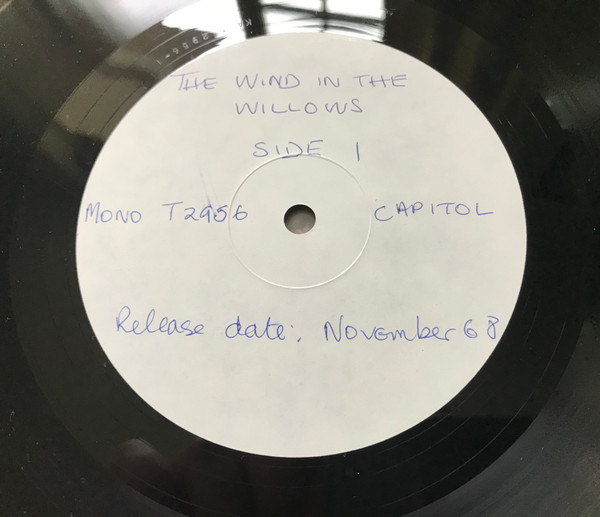 THE WIND IN THE
WILLOWS
SIDE 1
MONO T2956 CAPITOL
Release date: November 68